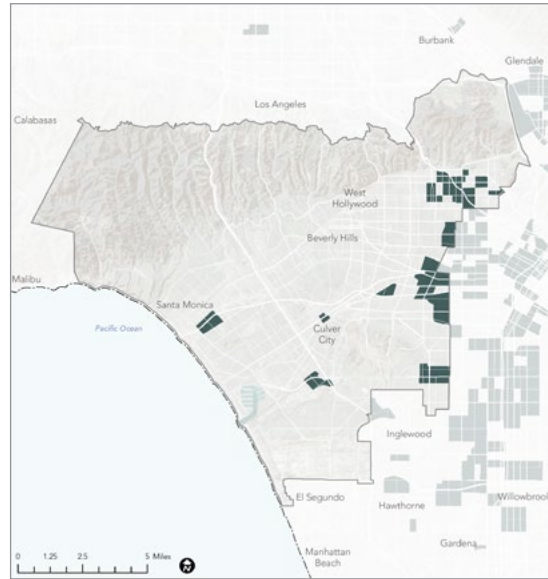 Burbank
Glendale
Los Angeles
Calabasas
West
Hollywood
Beverly Hills
Malibu
Santa Monica
Pacific Ocean
Culver
City
Inglewood
El Segundo
Hawthorne
Willowbrook
Gardena
Manhattan
Beach
0 1.25 2.5 5 Miles
N